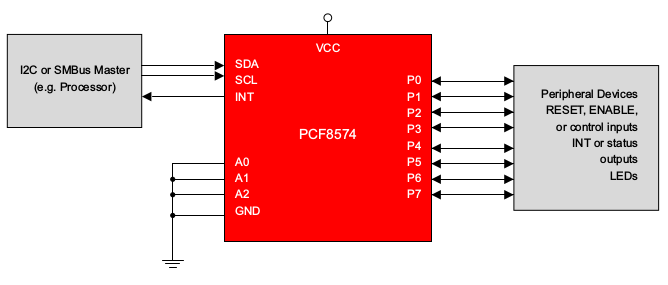 I2C or SMBus Master
(e.g. Processor)
VCC
SDA
SCL
INT
PCF8574
A0
A1
A2
GND
P0
P1
P2
P3
P4
P5
P6
P7
Peripheral Devices
RESET, ENABLE,
or control inputs
INT or status
outputs
LEDs